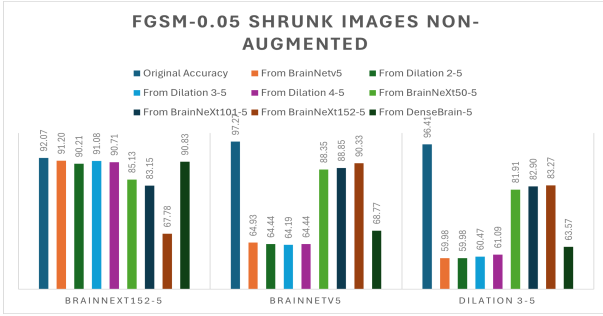 FGSM-0.05 SHRUNK IMAGES NON-
AUGMENTED
Original Accuracy From BrainNetv5 From Dilation 2-5
From Dilation 3-5 From Dilation 4-5 From BrainNeXt50-5
From BrainNeXt101-5 From BrainNeXt152-5 From DenseBrain-5
92.07 91.20 90.21 91.08 90.71 85.13 83.15 67.78 90.83
97.27 64.93 64.44 64.19 64.44 88.35 88.85 90.33 68.77
96.41 59.98 59.98 60.47 61.09 81.91 82.90 83.27 63.57
BRAINNEXT152-5 BRAINNETV5 DILATION 3-5